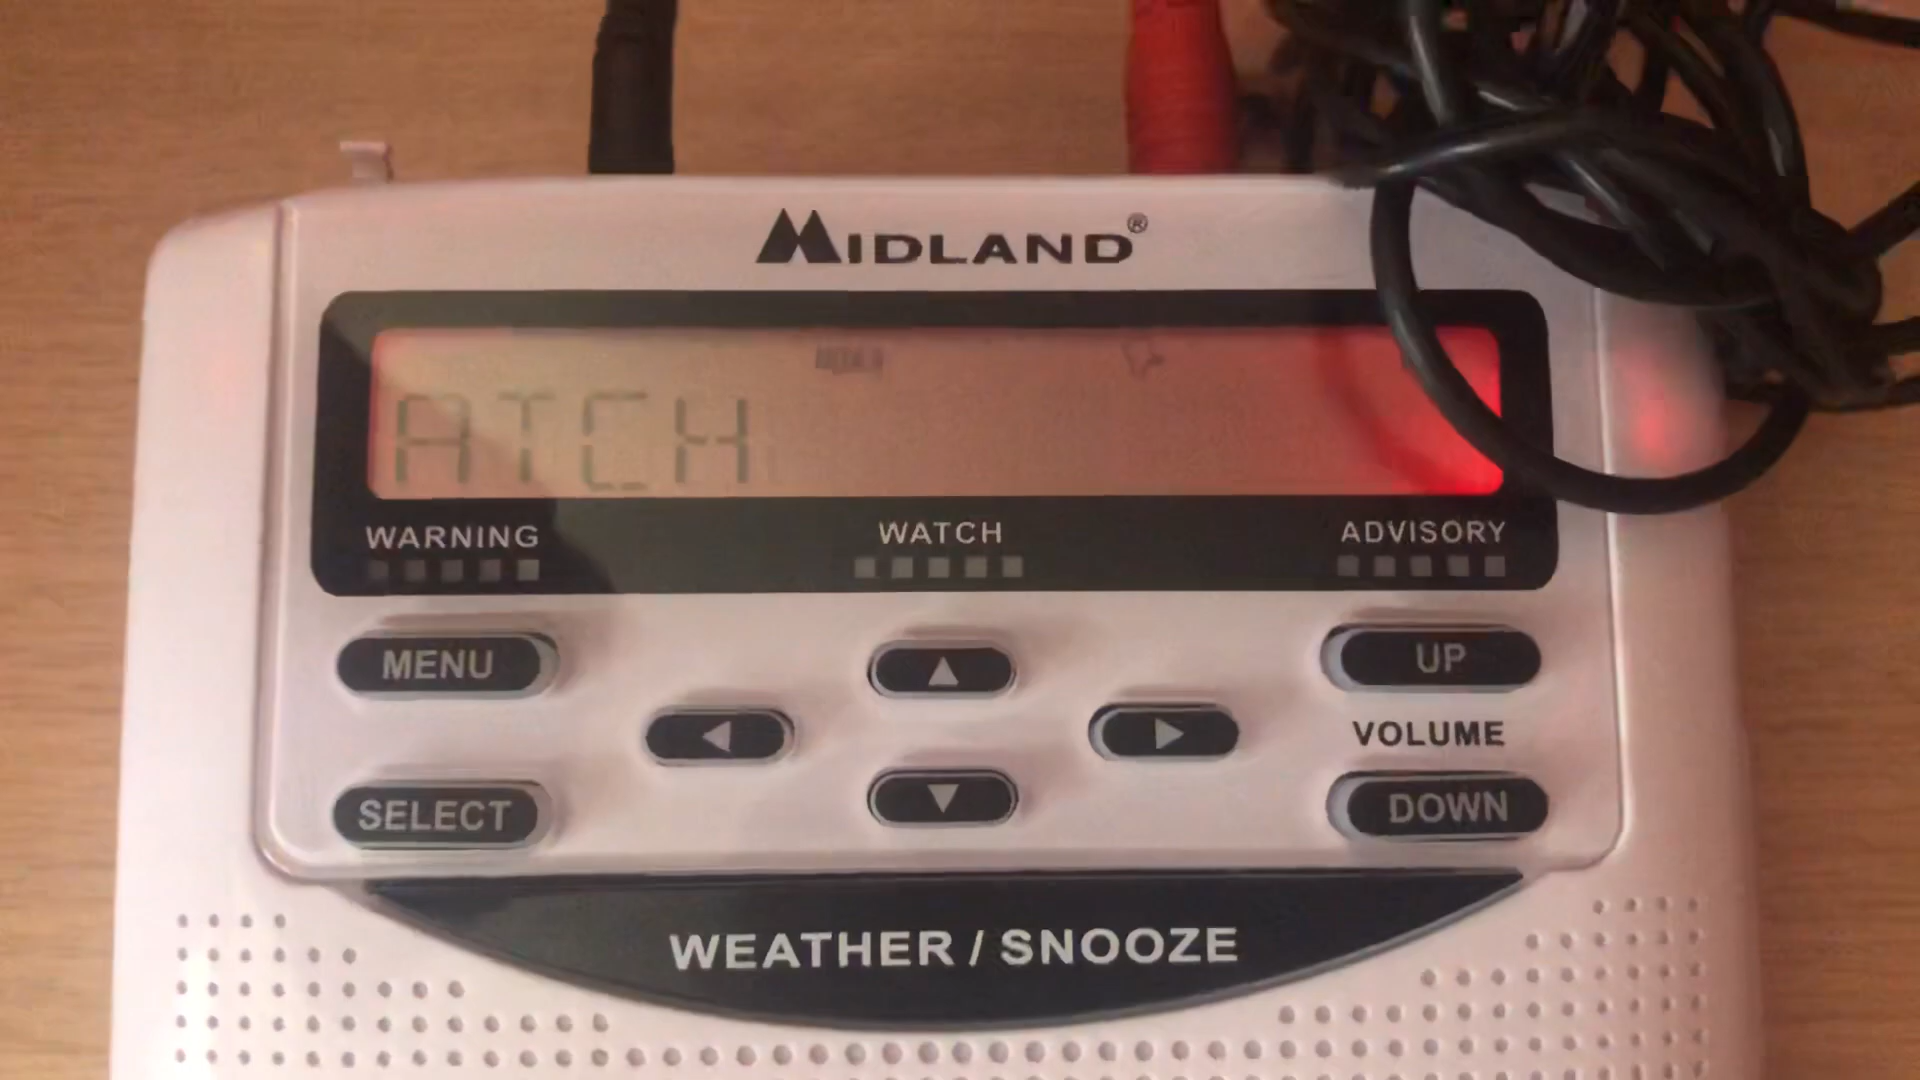 MIDLAND®
ATCH
WARNING WATCH ADVISORY
MENU UP
VOLUME
SELECT DOWN
WEATHER / SNOOZE